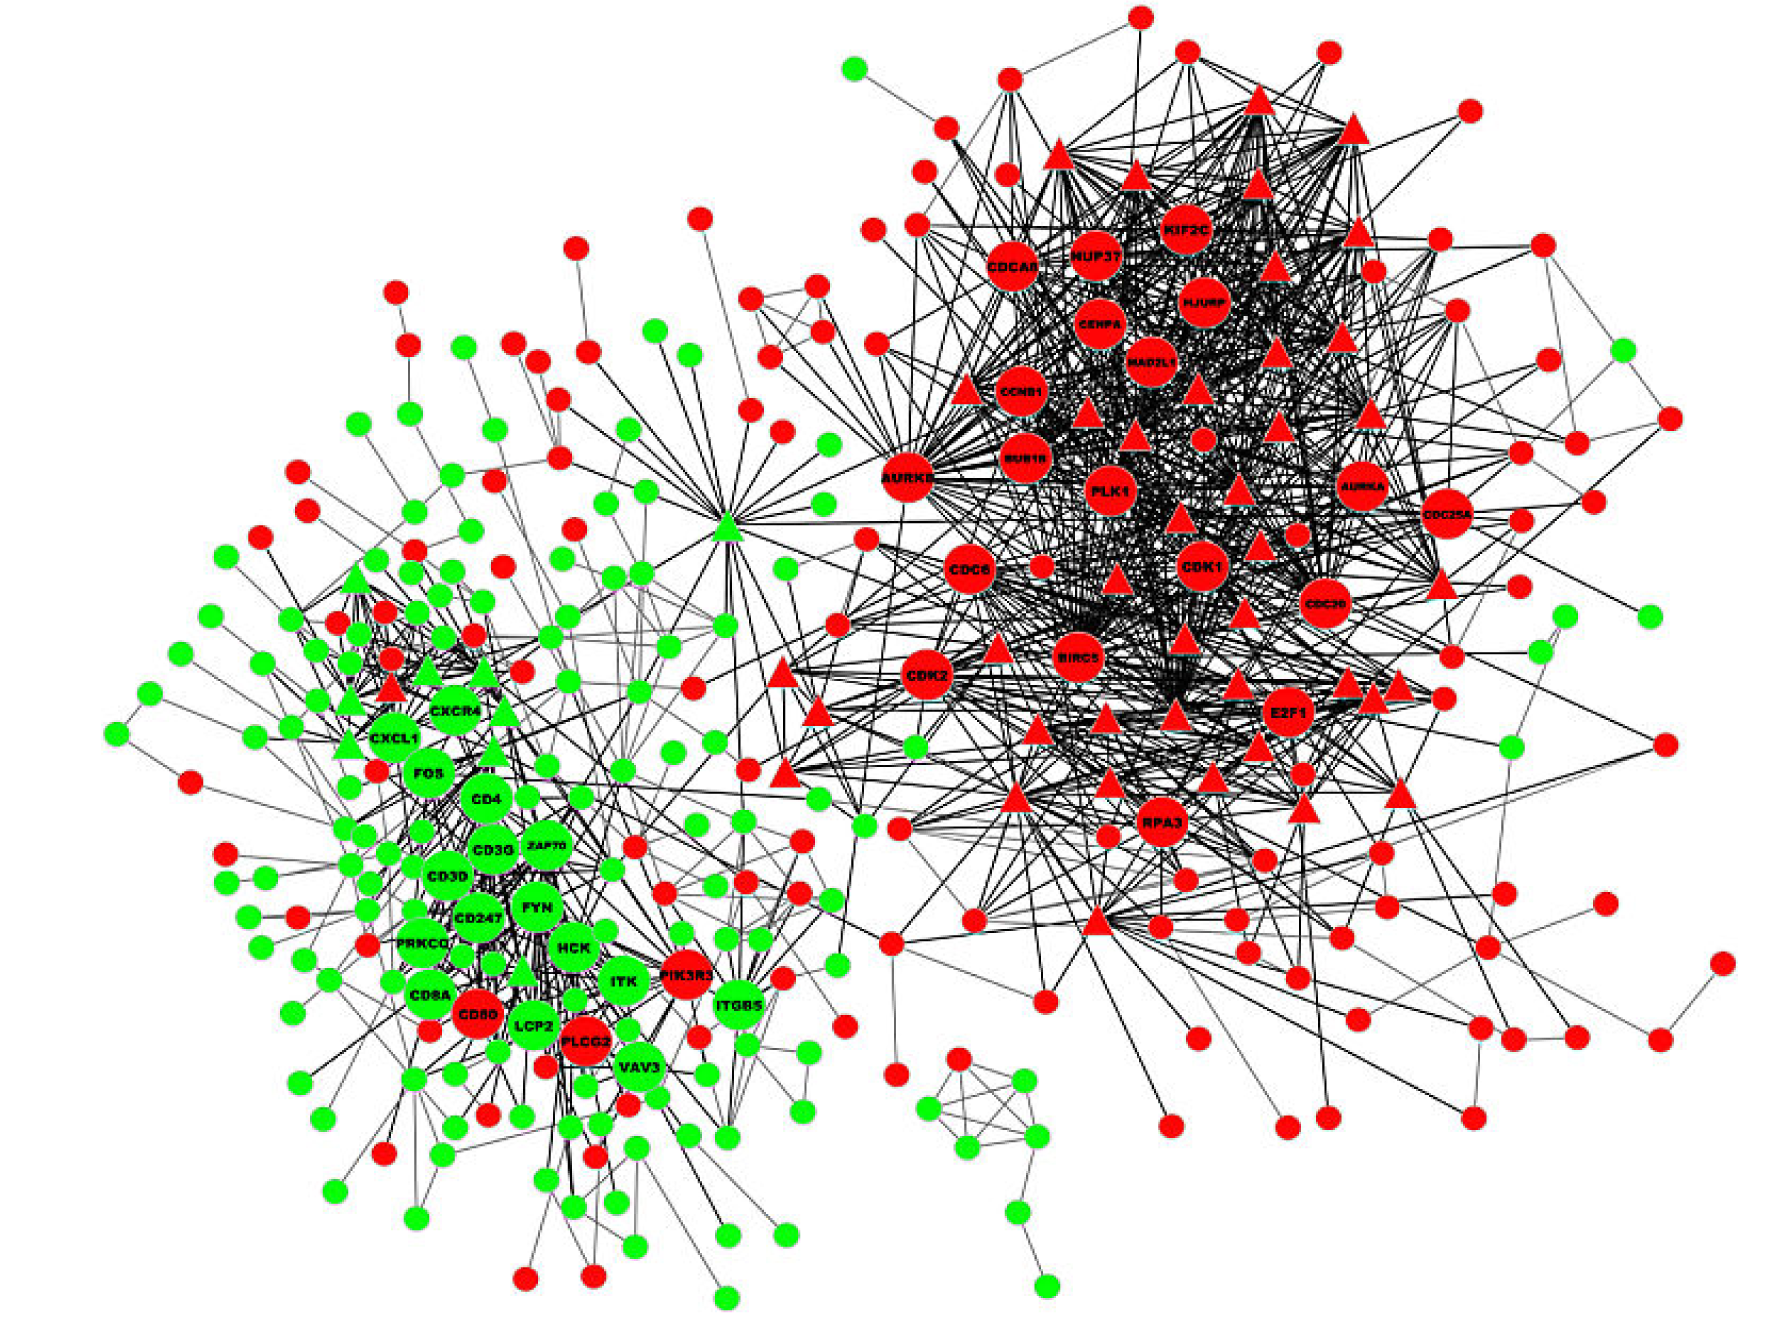 KIF2C
NUP37
CDCA8
HJURP
CENPA
MAD2L1
CCNB1
BUB1B
AURKB
PLK1
AURKA
CDC25A
CDC6
CDK1
CDC20
BIRC5
CDK2
E2F1
RPA3
CXCR4
CXCL1
FOS
CD4
CD3G
ZAP70
CD3D
FYN
CD247
PRKCQ
HCK
PIK3R3
ITK
CD8A
ITGB5
CD80
LCP2
PLCG2
VAV3